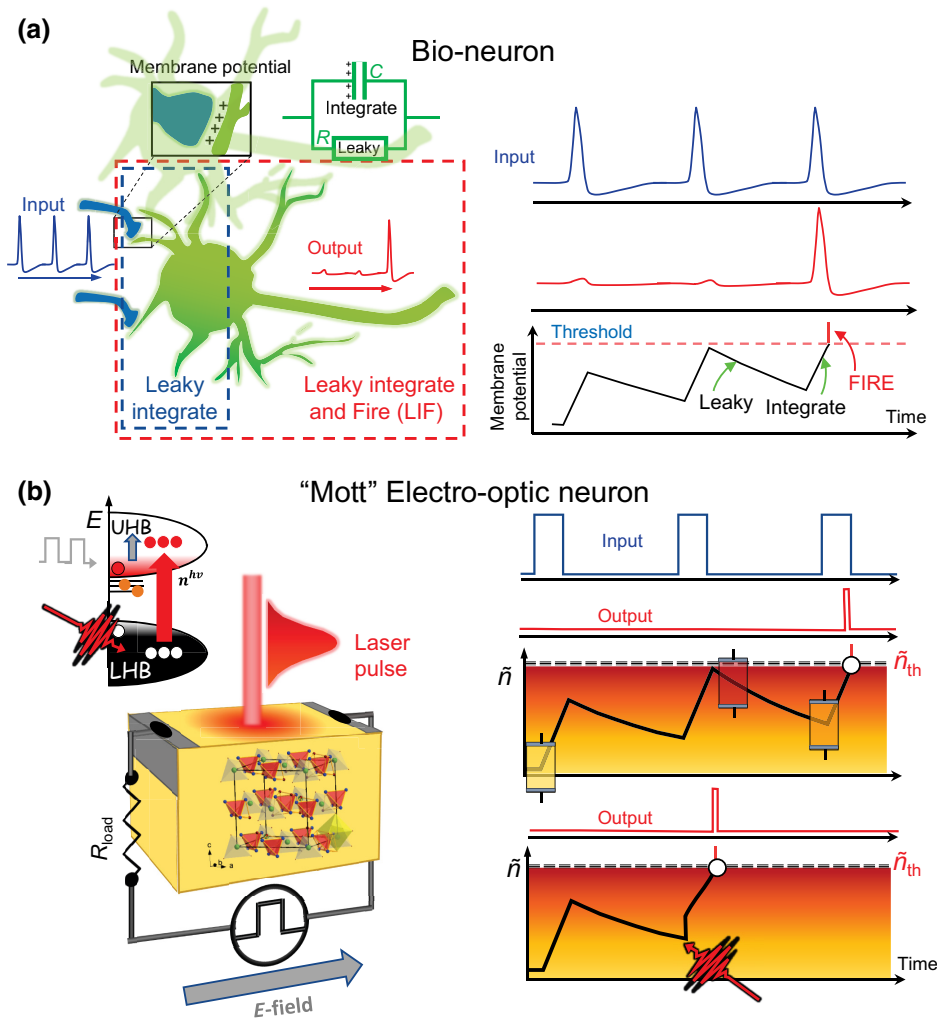 (a)
Bio-neuron
Membrane potential
C
Integrate
R
Leaky
Input
Output
Leaky
integrate
Leaky integrate
and Fire (LIF)
Input
Threshold
Membrane
potential
Leaky
Integrate
FIRE
Time
(b)
"Mott" Electro-optic neuron
E
UHB
n^hν
LHB
Laser
pulse
R_load
c
b
a
E-field
Input
Output
ñ
ñ_th
Output
ñ
ñ_th
Time